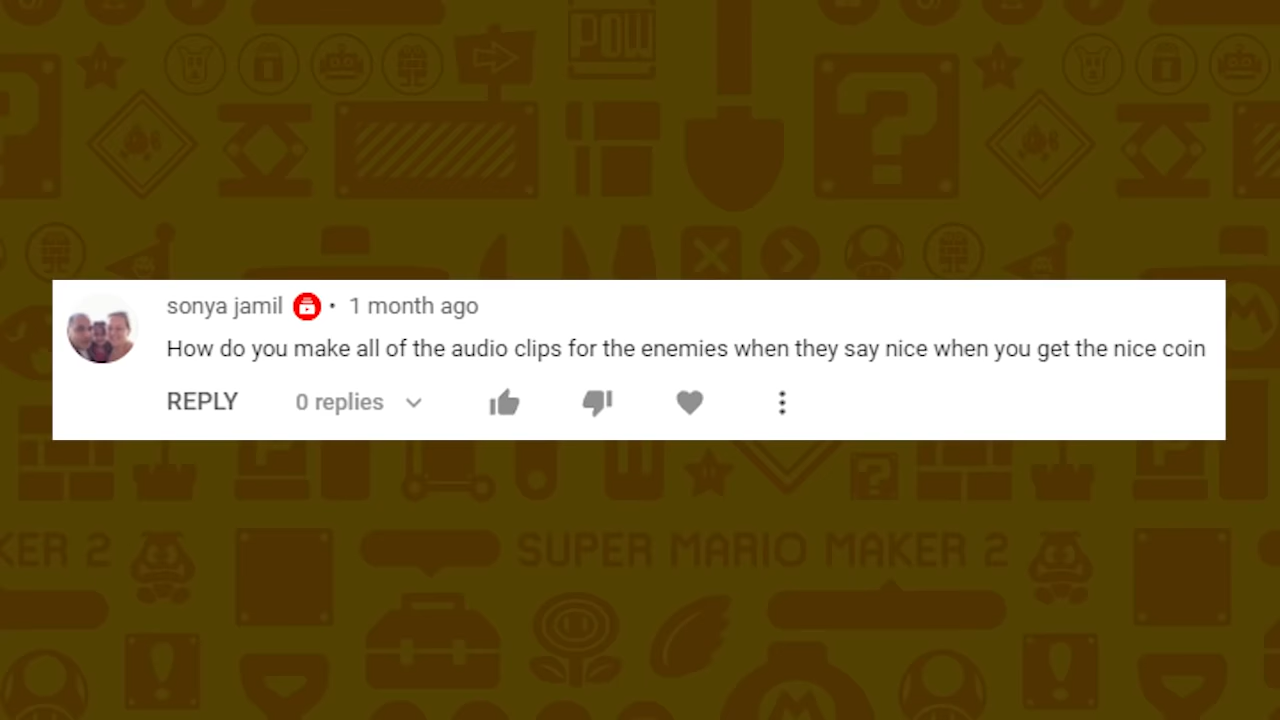 POW
sonya jamil • 1 month ago
How do you make all of the audio clips for the enemies when they say nice when you get the nice coin
REPLY 0 replies
KER 2 SUPER MARIO MAKER 2